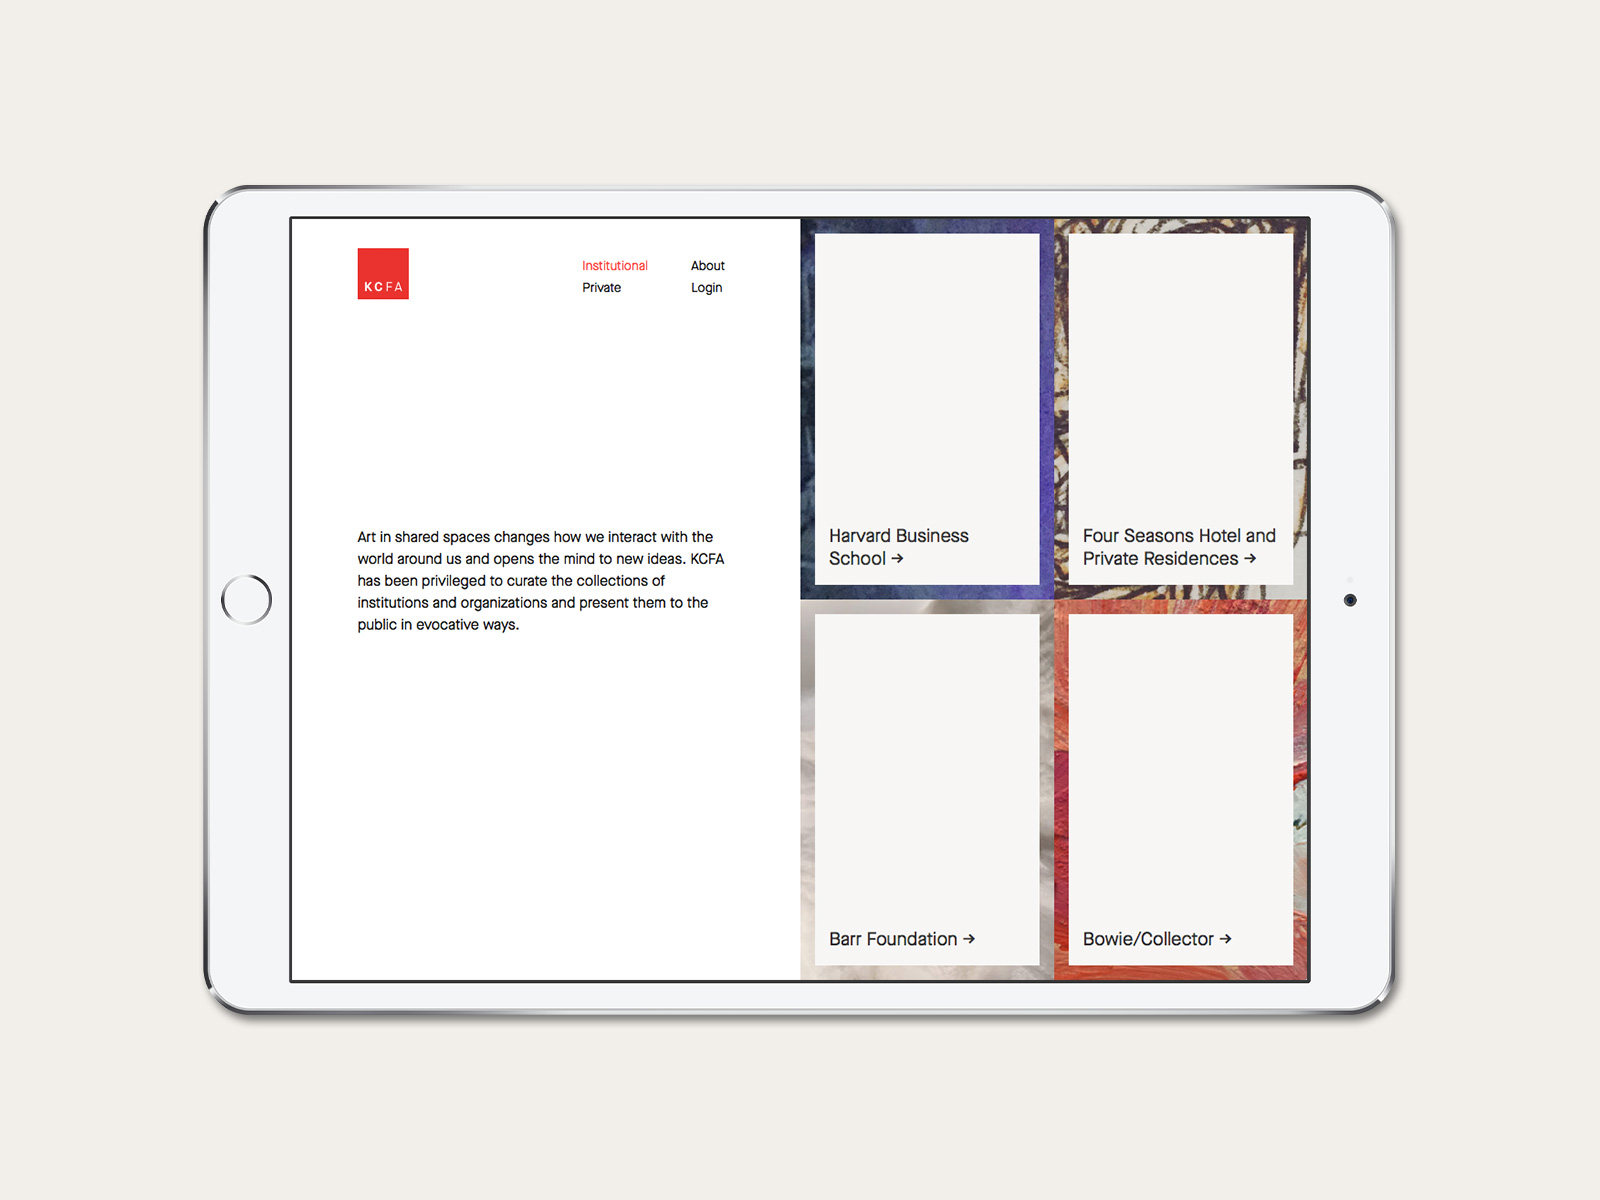 KCFA
Institutional
Private
About
Login
Art in shared spaces changes how we interact with the
world around us and opens the mind to new ideas. KCFA
has been privileged to curate the collections of
institutions and organizations and present them to the
public in evocative ways.
Harvard Business
School →
Four Seasons Hotel and
Private Residences →
Barr Foundation →
Bowie/Collector →